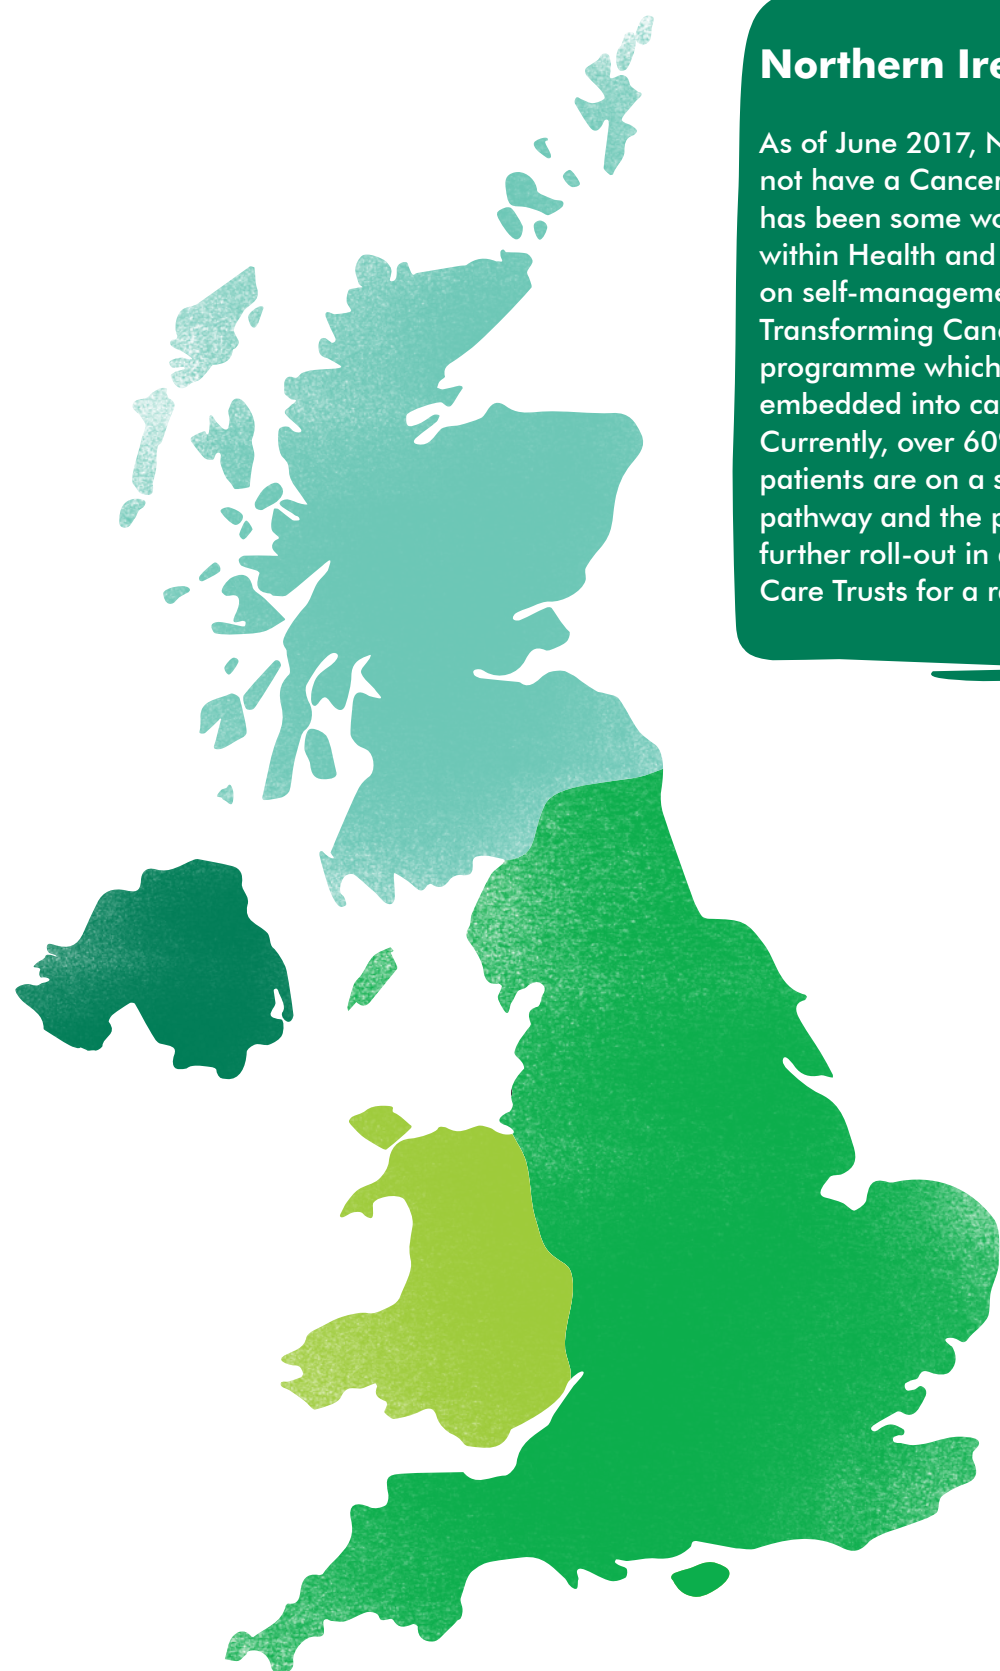 Northern Ire
As of June 2017, N
not have a Cancer
has been some wo
within Health and
on self-manageme
Transforming Canc
programme which
embedded into ca
Currently, over 60%
patients are on a s
pathway and the p
further roll-out in
Care Trusts for a r